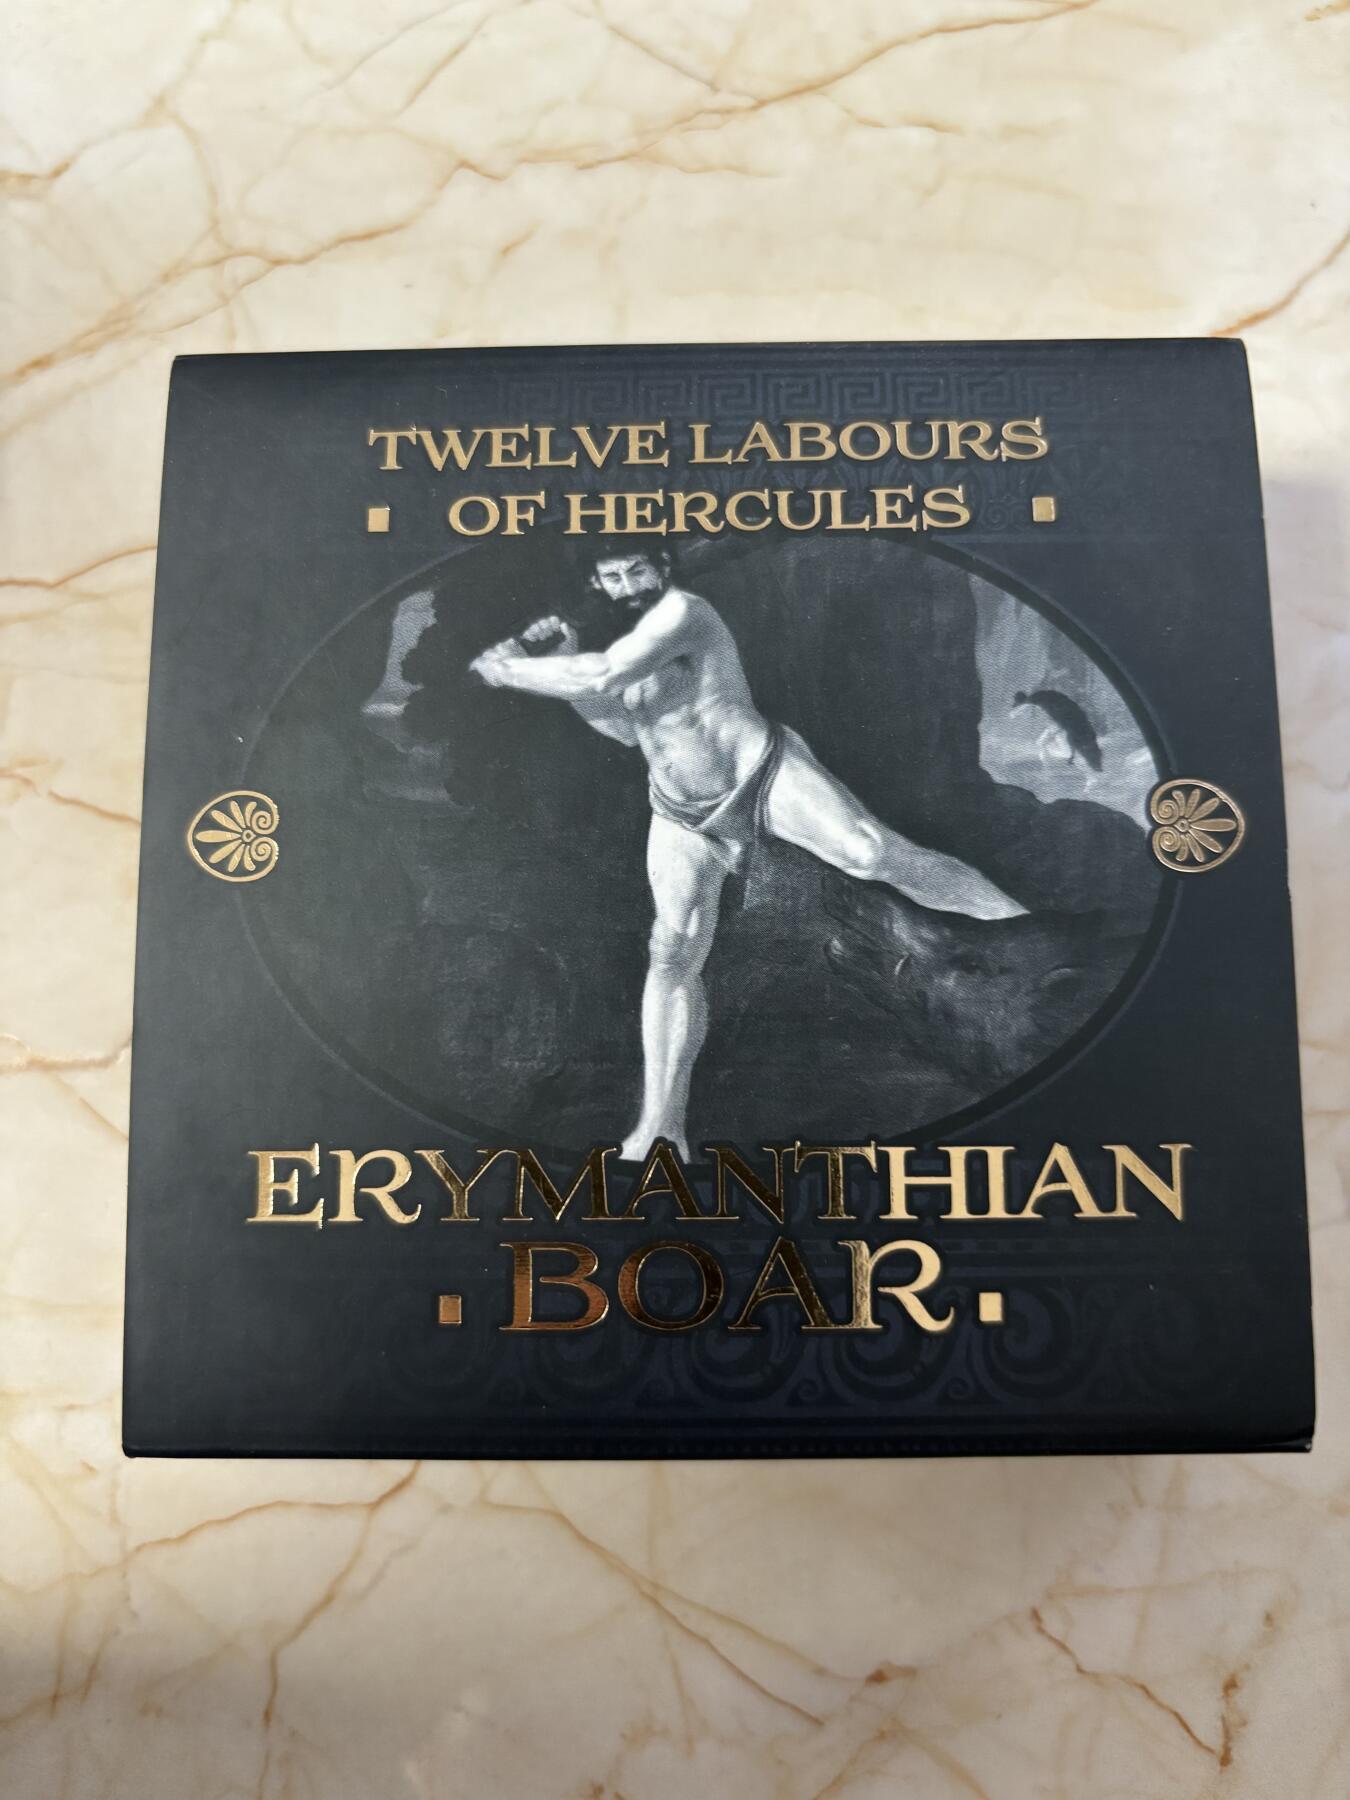 TWELVE LABOURS
OF HERCULES
ERYMANTHIAN
BOAR